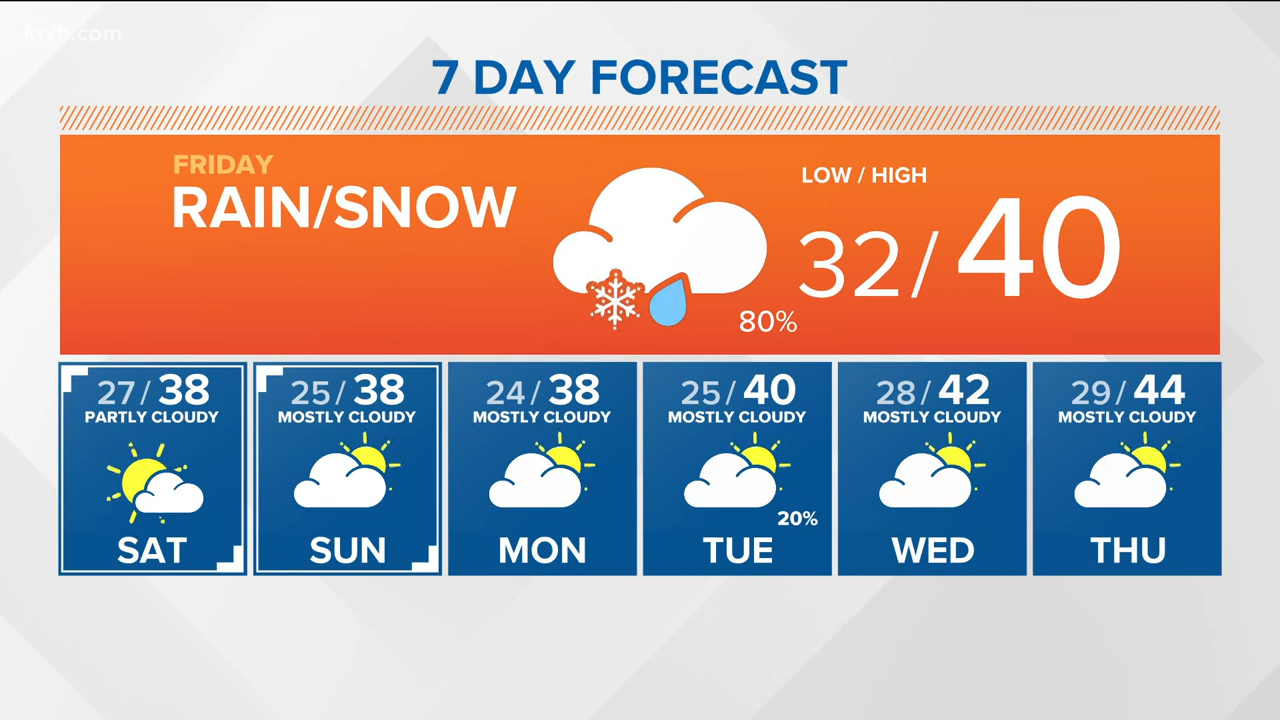 ktvb.com
7 DAY FORECAST
FRIDAY
RAIN/SNOW
LOW / HIGH
32/40
80%
27/38
PARTLY CLOUDY
SAT
25/38
MOSTLY CLOUDY
SUN
24/38
MOSTLY CLOUDY
MON
25/40
MOSTLY CLOUDY
20%
TUE
28/42
MOSTLY CLOUDY
WED
29/44
MOSTLY CLOUDY
THU